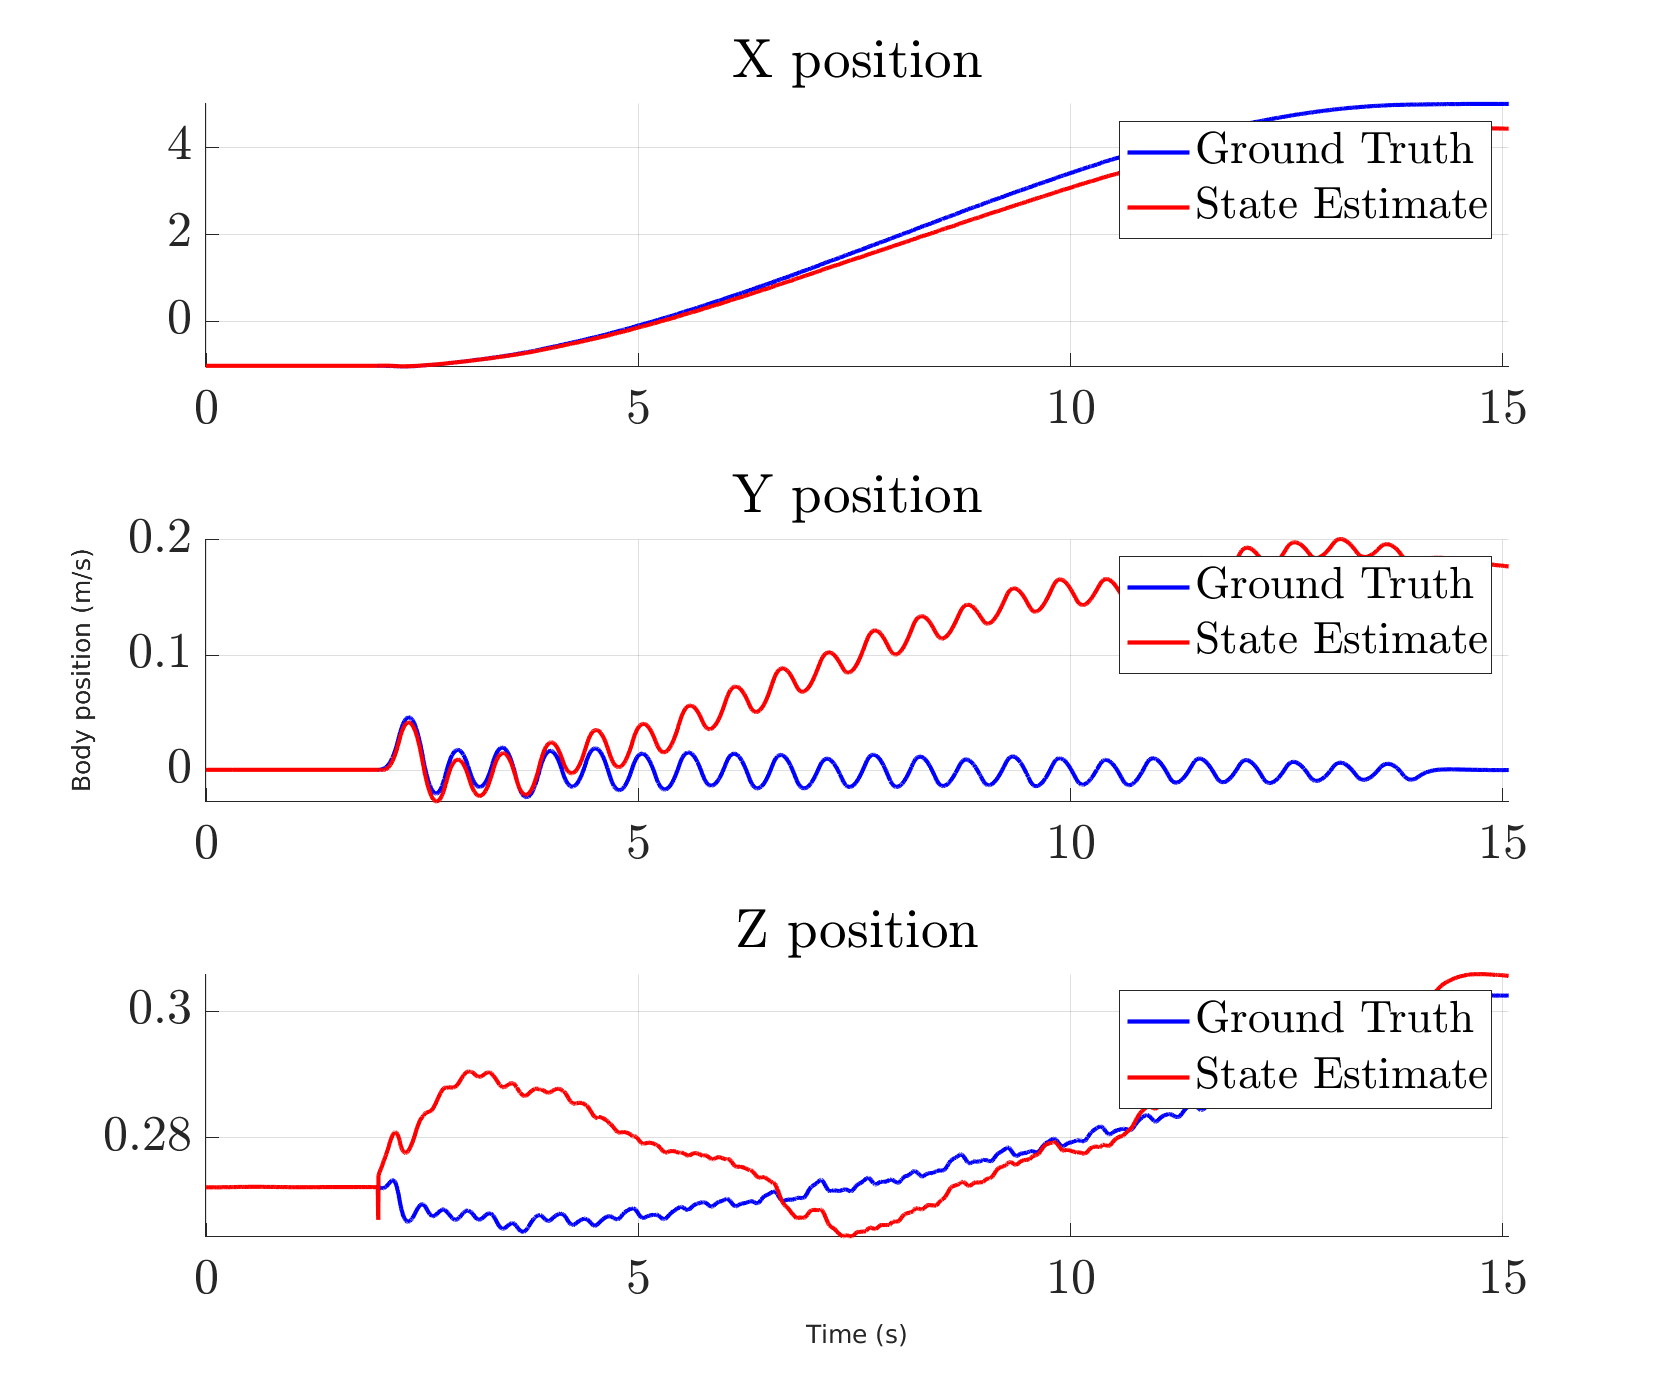 X position
4
2
0
Ground Truth
State Estimate
0 5 10 15
Y position
Body position (m/s)
0.2
0.1
0
Ground Truth
State Estimate
0 5 10 15
Z position
0.3
0.28
Ground Truth
State Estimate
0 5 10 15
Time (s)